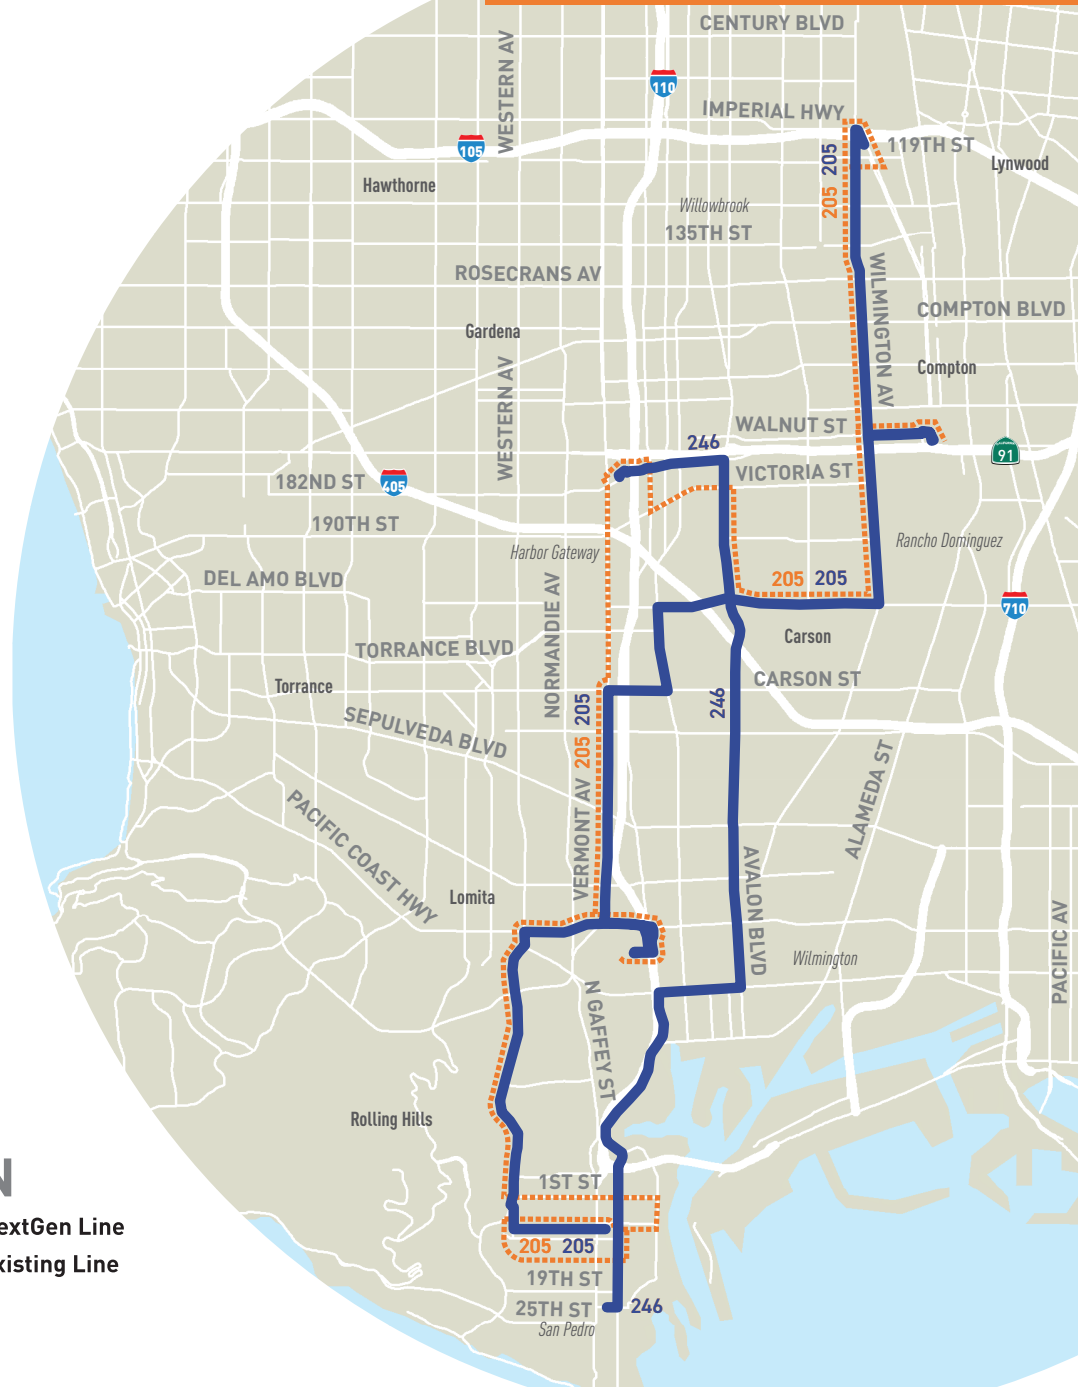 CENTURY BLVD
WESTERN AV
110
IMPERIAL HWY
105
205
119TH ST
Lynwood
Hawthorne
205
Willowbrook
135TH ST
ROSECRANS AV
WILMINGTON AV
COMPTON BLVD
Gardena
Compton
WESTERN AV
WALNUT ST
246
91
VICTORIA ST
182ND ST
405
190TH ST
Harbor Gateway
Rancho Dominguez
DEL AMO BLVD
205 205
710
NORMANDIE AV
Carson
TORRANCE BLVD
CARSON ST
Torrance
205
246
SEPULVEDA BLVD
205
ALAMEDA ST
PACIFIC COAST HWY
VERMONT AV
AVALON BLVD
Lomita
PACIFIC AV
Wilmington
N GAFFEY ST
Rolling Hills
N
1ST ST
extGen Line
205 205
xisting Line
19TH ST
25TH ST
246
San Pedro